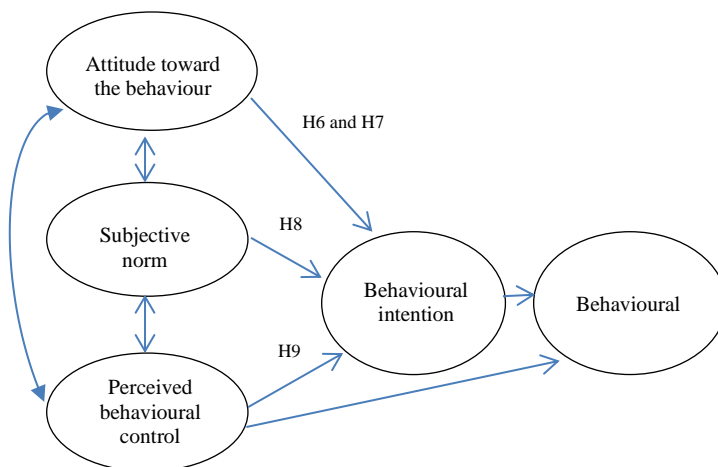 Attitude toward
the behaviour
H6 and H7
Subjective
norm
H8
Behavioural
intention
Behavioural
H9
Perceived
behavioural
control